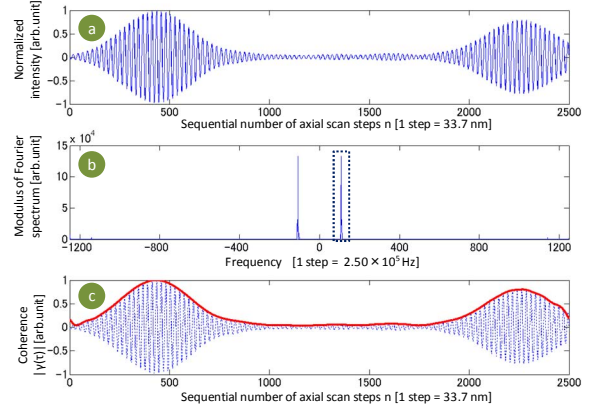 a
Normalized
intensity [arb.unit]
1
0.5
0
−0.5
−1
0 500 1000 1500 2000 2500
Sequential number of axial scan steps n [1 step = 33.7 nm]
b
Modulus of Fourier
spectrum [arb.unit]
x 10⁴
15
10
5
0
−1200 −800 −400 0 400 800 1200
Frequency [1 step = 2.50 × 10⁵ Hz]
c
Coherence
|γ(τ)| [arb.unit]
1
0.5
0
−0.5
−1
0 500 1000 1500 2000 2500
Sequential number of axial scan steps n [1 step = 33.7 nm]